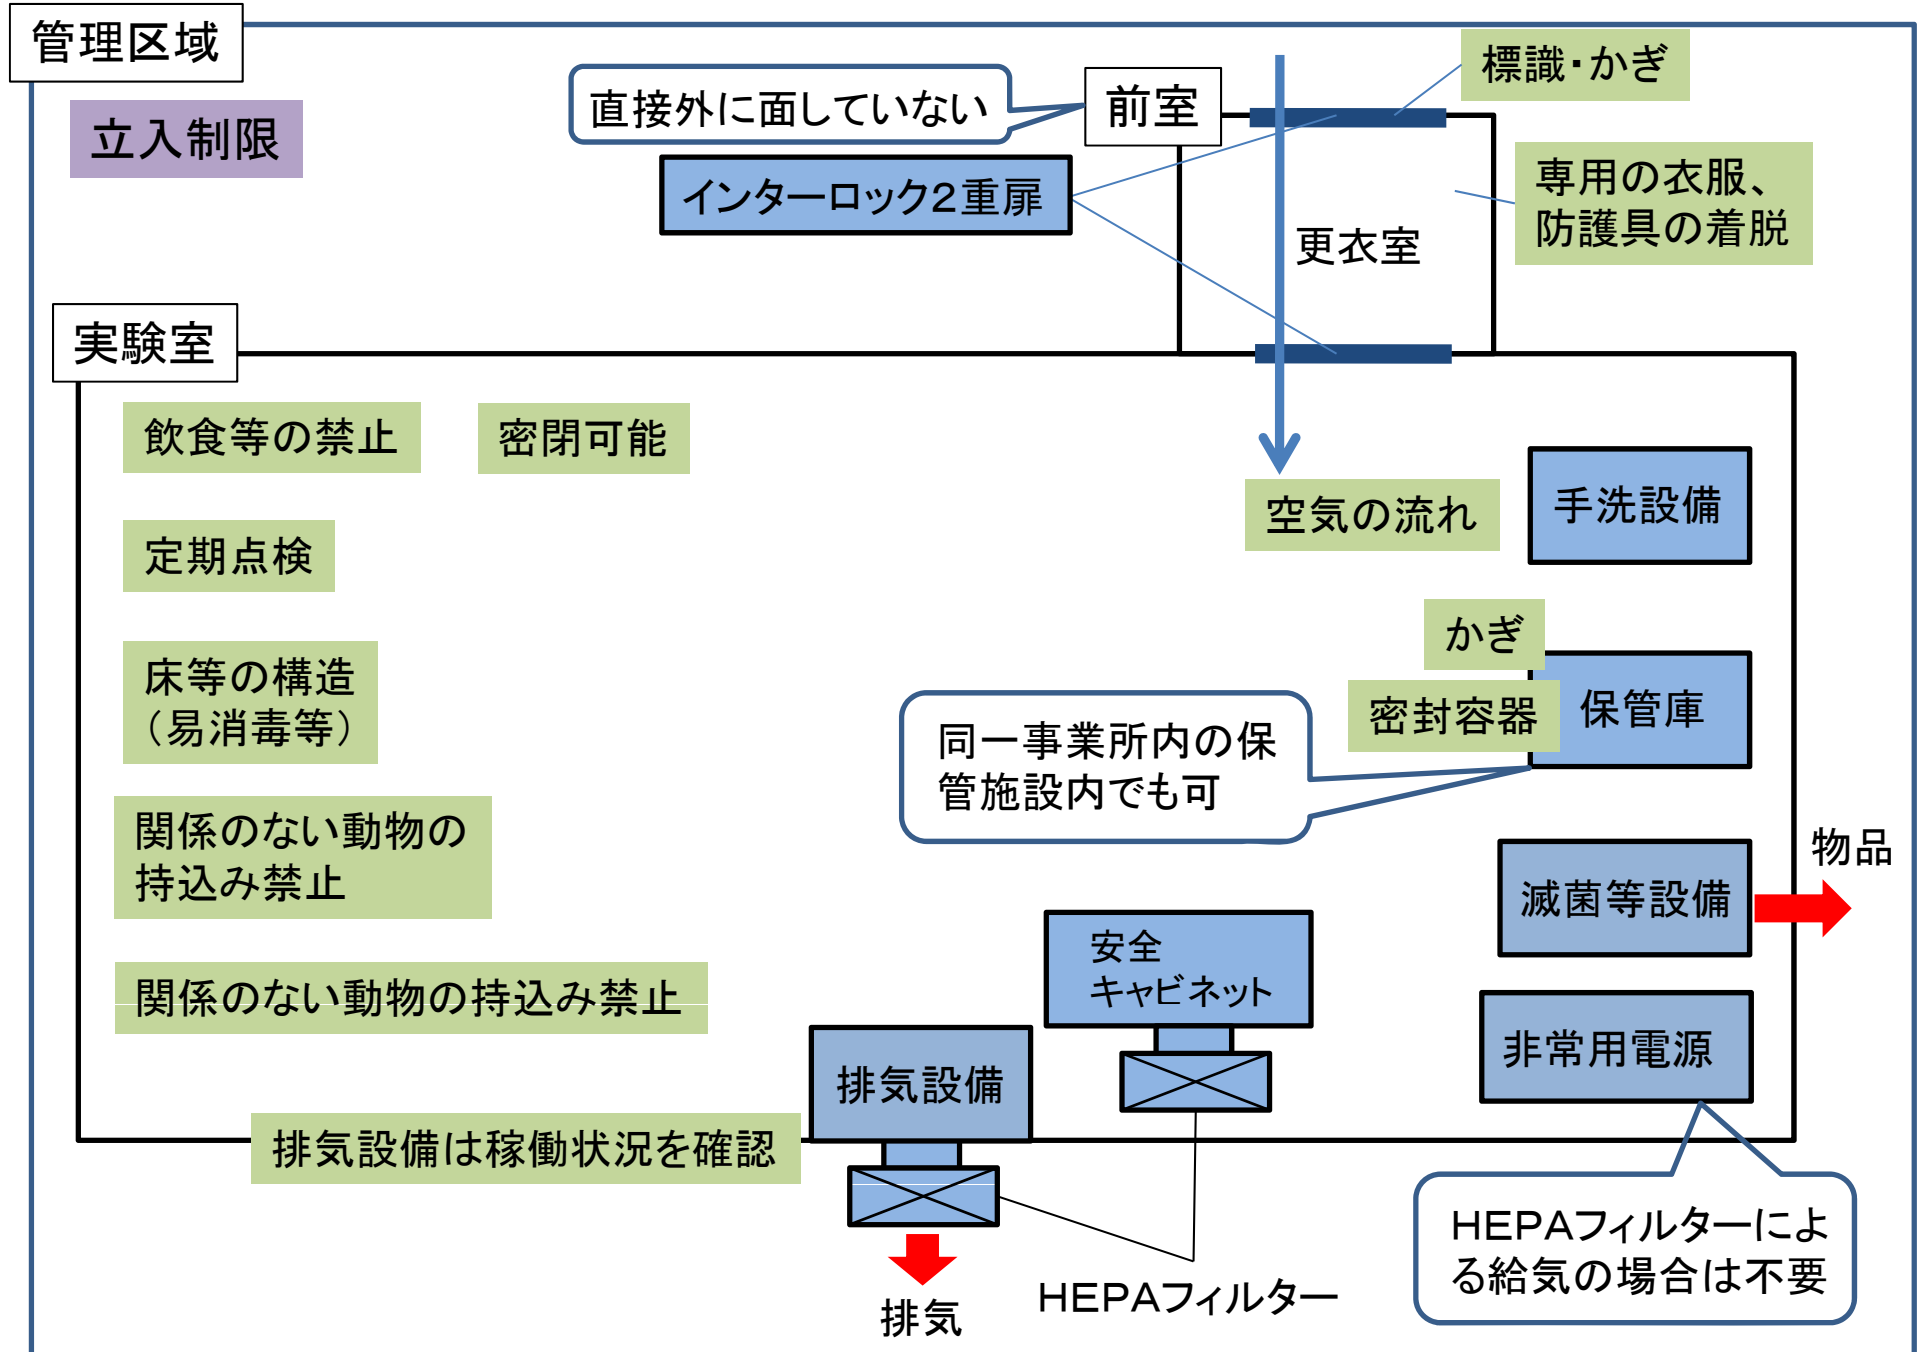 管理区域
立入制限
直接外に面していない
前室
標識・かぎ
インターロック2重扉
専用の衣服、
防護具の着脱
更衣室
実験室
飲食等の禁止
密閉可能
空気の流れ
手洗設備
定期点検
かぎ
床等の構造
（易消毒等）
密封容器
保管庫
同一事業所内の保
管施設内でも可
関係のない動物の
持込み禁止
物品
滅菌等設備
安全
キャビネット
関係のない動物の持込み禁止
非常用電源
排気設備
排気設備は稼働状況を確認
HEPAフィルターによ
る給気の場合は不要
HEPAフィルター
排気